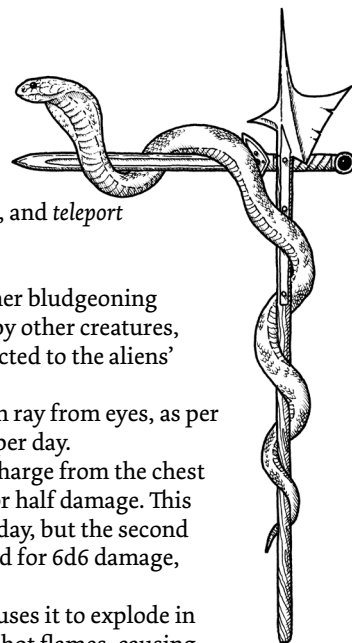 , and teleport
ner bludgeoning
by other creatures,
cted to the aliens’
n ray from eyes, as per
per day.
harge from the chest
or half damage. This
day, but the second
d for 6d6 damage,
uses it to explode in
hot flames, causing